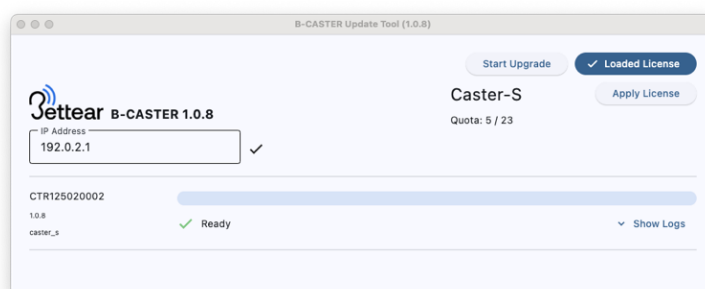 B-CASTER Update Tool (1.0.8)
Start Upgrade
Loaded License
Bettear B-CASTER 1.0.8
Caster-S
Apply License
Quota: 5 / 23
IP Address
192.0.2.1
CTR125020002
1.0.8
caster_s
Ready
Show Logs